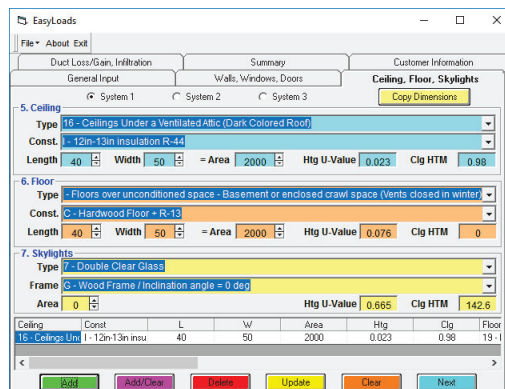 EasyLoads
File About Exit
Duct Loss/Gain, Infiltration Summary Customer Information
General Input Walls, Windows, Doors Ceiling, Floor, Skylights
System 1 System 2 System 3 Copy Dimensions
5. Ceiling
Type 16 - Ceilings Under a Ventilated Attic (Dark Colored Roof)
Const. I - 12in-13in insulation R-44
Length 40 Width 50 = Area 2000 Htg U-Value 0.023 Clg HTM 0.98
6. Floor
Type - Floors over unconditioned space - Basement or enclosed crawl space (Vents closed in winter)
Const. C - Hardwood Floor + R-13
Length 40 Width 50 = Area 2000 Htg U-Value 0.076 Clg HTM 0
7. Skylights
Type 7 - Double Clear Glass
Frame G - Wood Frame / Inclination angle = 0 deg
Area 0 Htg U-Value 0.665 Clg HTM 142.6
Ceiling Const L W Area Htg Clg Floor
16 - Ceilings Und I - 12in-13in insu 40 50 2000 0.023 0.98 19 - I
Add Add/Clear Delete Update Clear Next